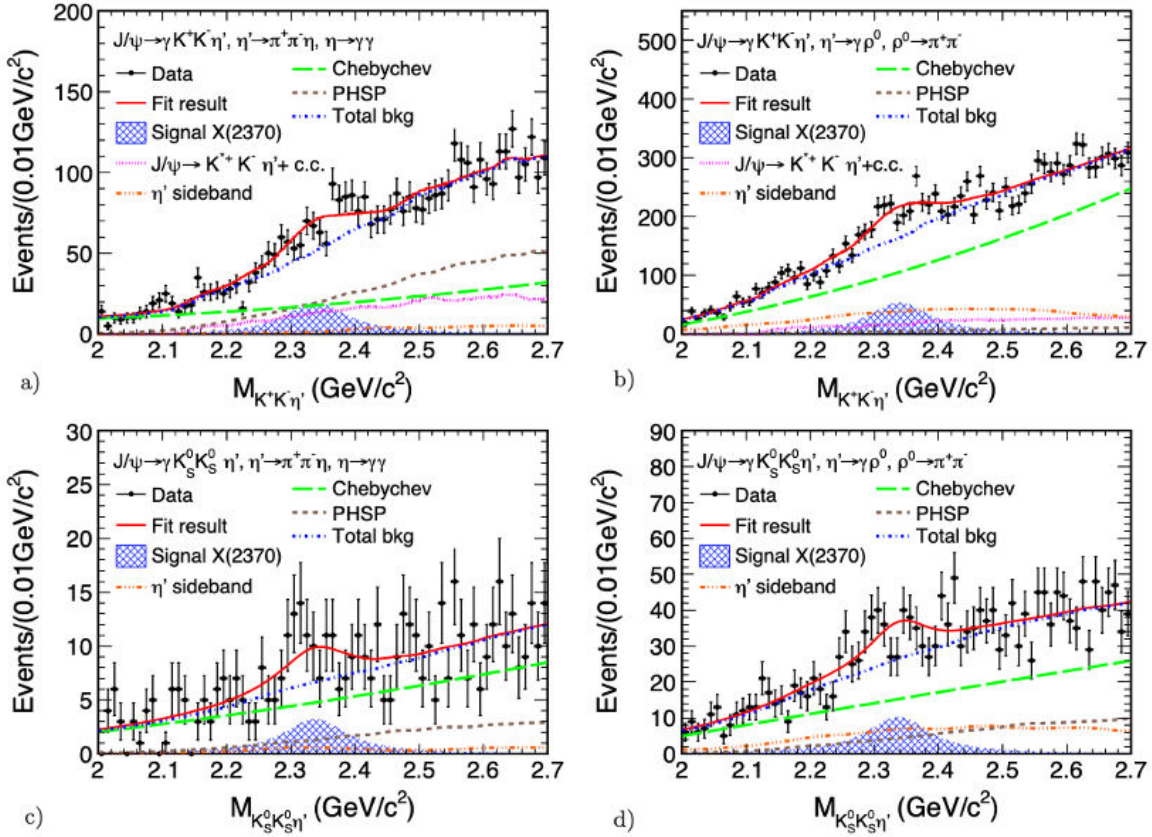 J/ψ→γK⁺K⁻η′, η′→π⁺π⁻η, η→γγ
Data
Fit result
Signal X(2370)
J/ψ→ K*⁺ K⁻ η′+ c.c.
η′ sideband
Chebychev
PHSP
Total bkg
Events/(0.01GeV/c²)
200
150
100
50
0
2 2.1 2.2 2.3 2.4 2.5 2.6 2.7
M_K⁺K⁻η′ (GeV/c²)
a)
J/ψ→γK⁺K⁻η′, η′→γρ⁰, ρ⁰→π⁺π⁻
Data
Fit result
Signal X(2370)
J/ψ→ K*⁺ K⁻ η′+c.c.
η′ sideband
Chebychev
PHSP
Total bkg
Events/(0.01GeV/c²)
500
400
300
200
100
0
2 2.1 2.2 2.3 2.4 2.5 2.6 2.7
M_K⁺K⁻η′ (GeV/c²)
b)
J/ψ→γK_S⁰K_S⁰ η′, η′→π⁺π⁻η, η→γγ
Data
Fit result
Signal X(2370)
η′ sideband
Chebychev
PHSP
Total bkg
Events/(0.01GeV/c²)
30
25
20
15
10
5
0
2 2.1 2.2 2.3 2.4 2.5 2.6 2.7
M_K_S⁰K_S⁰η′ (GeV/c²)
c)
J/ψ→γK_S⁰K_S⁰η′, η′→γρ⁰, ρ⁰→π⁺π⁻
Data
Fit result
Signal X(2370)
η′ sideband
Chebychev
PHSP
Total bkg
Events/(0.01GeV/c²)
90
80
70
60
50
40
30
20
10
0
2 2.1 2.2 2.3 2.4 2.5 2.6 2.7
M_K_S⁰K_S⁰η′ (GeV/c²)
d)